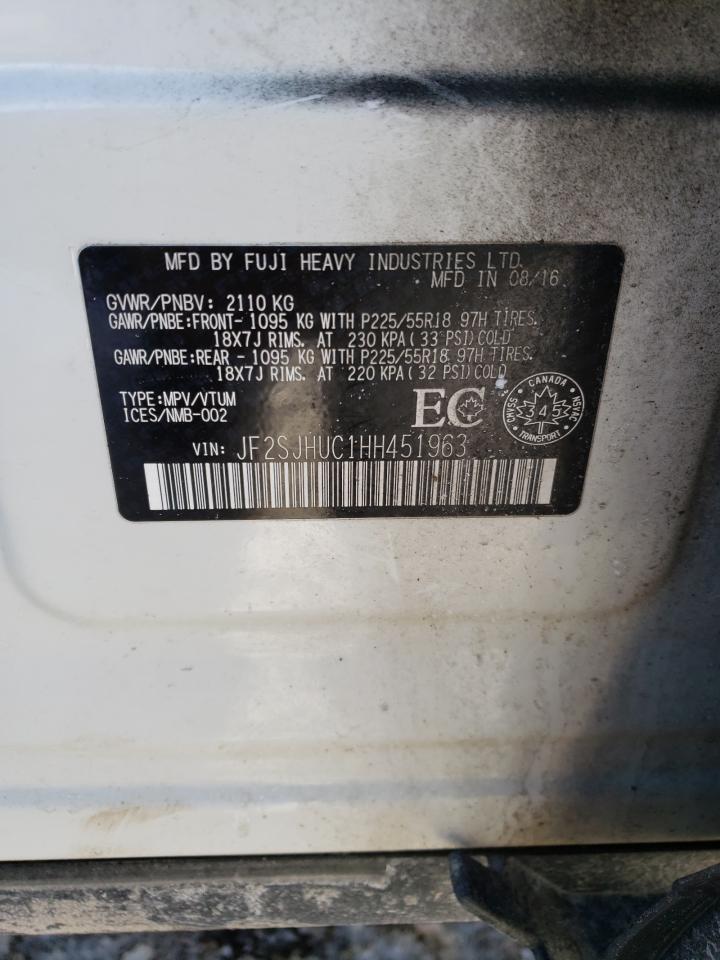 MFD BY FUJI HEAVY INDUSTRIES LTD.
MFD IN 08/16
GVWR/PNBV: 2110 KG
GAWR/PNBE:FRONT- 1095 KG WITH P225/55R18 97H TIRES.
18X7J RIMS. AT 230 KPA(33 PSI)COLD
GAWR/PNBE:REAR - 1095 KG WITH P225/55R18 97H TIRES.
18X7J RIMS. AT 220 KPA(32 PSI)COLD
TYPE:MPV/VTUM
ICES/NMB-002
EC
CANADA
CMVSS 345 NSVAC
TRANSPORT
VIN: JF2SJHUC1HH451963